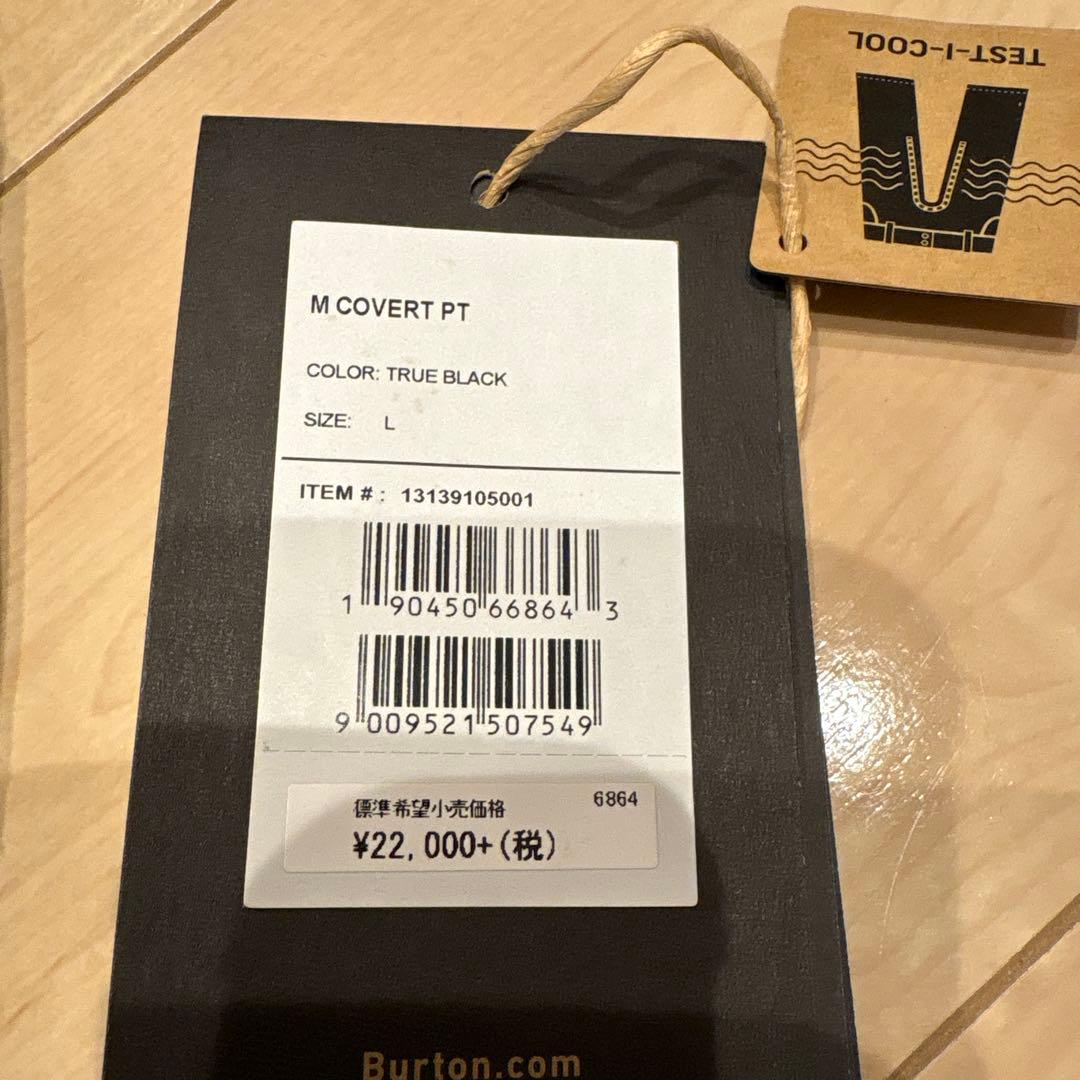 TEST-I-COOL
M COVERT PT
COLOR: TRUE BLACK
SIZE: L
ITEM # : 13139105001
1 90450 66864 3
9 009521 507549
標準希望小売価格 6864
¥22,000+(税)
Burton.com